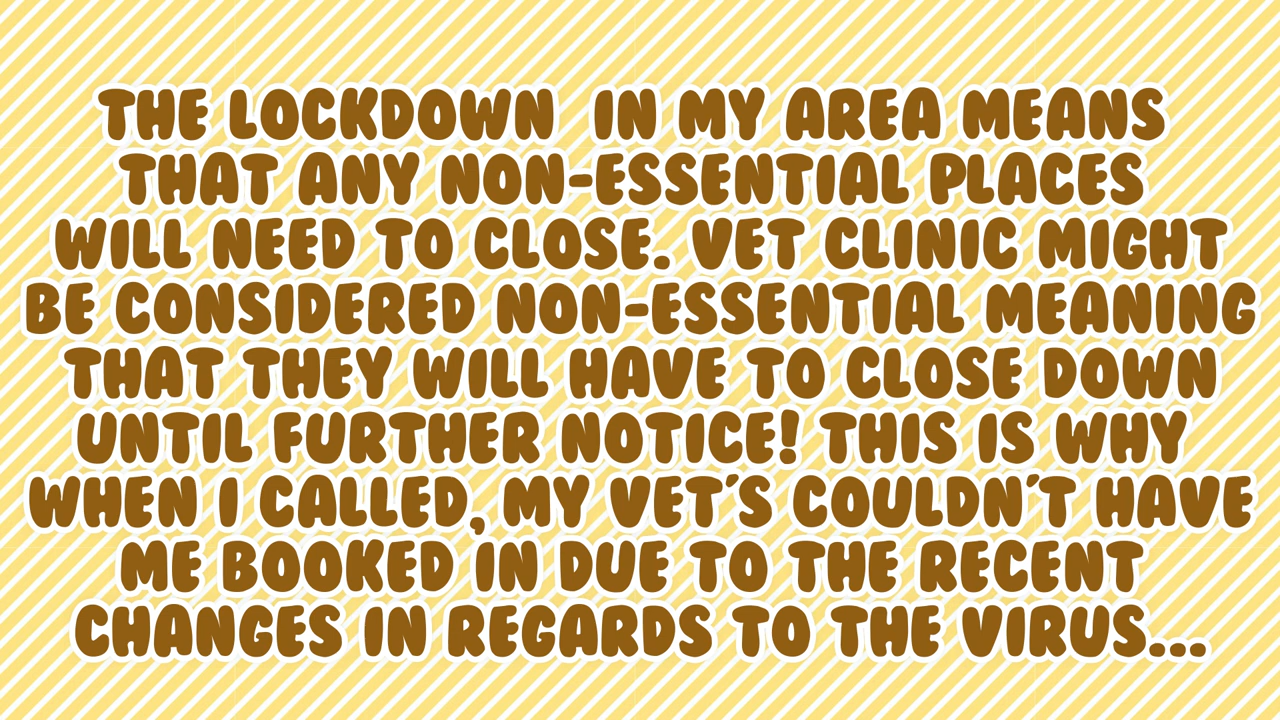 THE LOCKDOWN IN MY AREA MEANS
THAT ANY NON-ESSENTIAL PLACES
WILL NEED TO CLOSE. VET CLINIC MIGHT
BE CONSIDERED NON-ESSENTIAL MEANING
THAT THEY WILL HAVE TO CLOSE DOWN
UNTIL FURTHER NOTICE! THIS IS WHY
WHEN I CALLED, MY VET'S COULDN'T HAVE
ME BOOKED IN DUE TO THE RECENT
CHANGES IN REGARDS TO THE VIRUS...